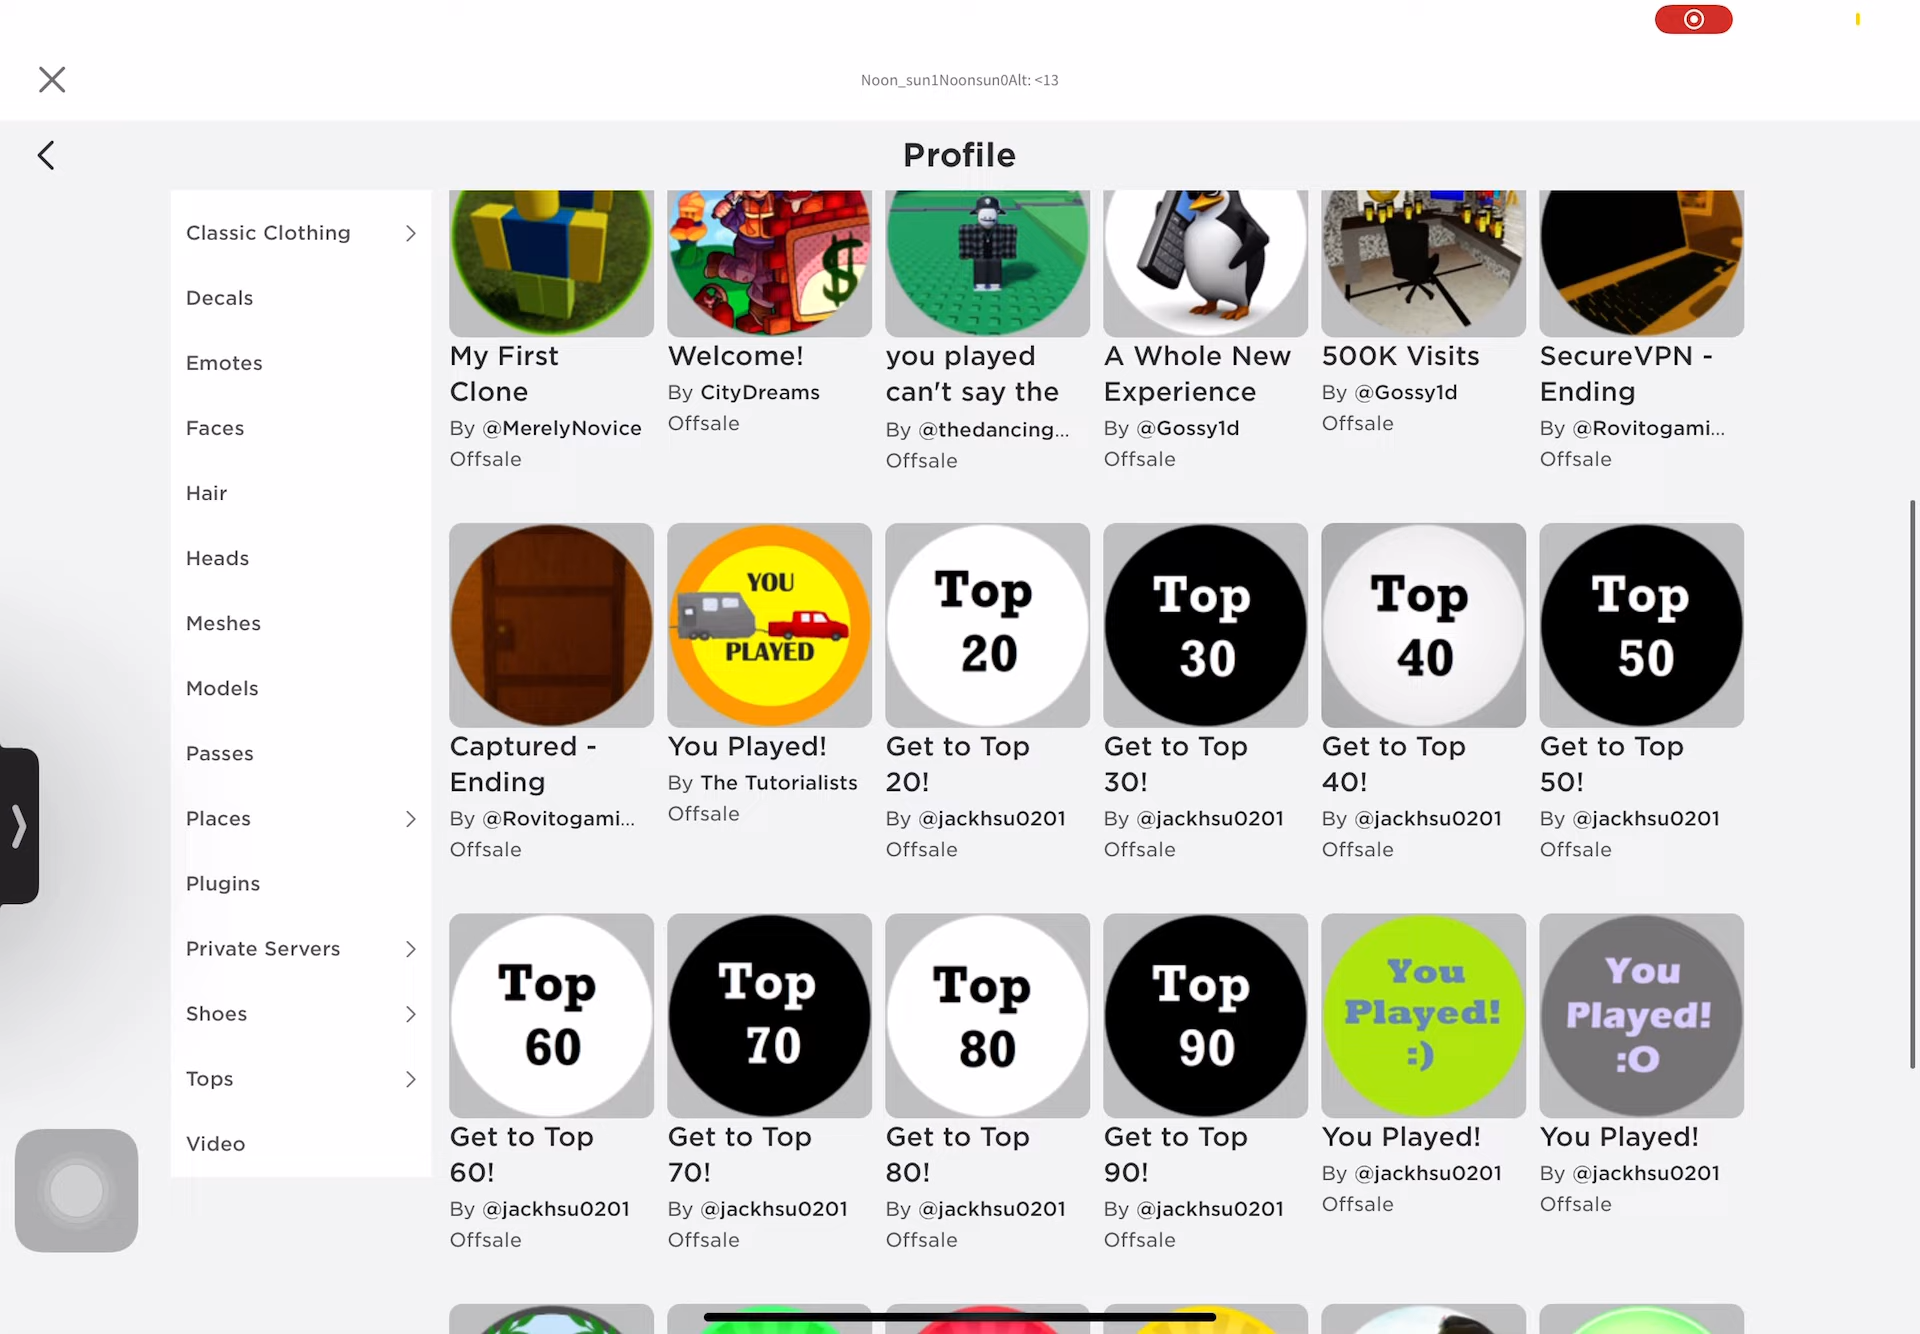 Noon_sun1Noonsun0Alt: <13
Profile
Classic Clothing
Decals
Emotes
Faces
Hair
Heads
Meshes
Models
Passes
Places
Plugins
Private Servers
Shoes
Tops
Video
$
My First
Clone
By @MerelyNovice
Offsale
Welcome!
By CityDreams
Offsale
you played
can't say the
By @thedancing...
Offsale
A Whole New
Experience
By @Gossy1d
Offsale
500K Visits
By @Gossy1d
Offsale
SecureVPN -
Ending
By @Rovitogami...
Offsale
Captured -
Ending
By @Rovitogami...
Offsale
YOU
PLAYED
You Played!
By The Tutorialists
Offsale
Top
20
Get to Top
20!
By @jackhsu0201
Offsale
Top
30
Get to Top
30!
By @jackhsu0201
Offsale
Top
40
Get to Top
40!
By @jackhsu0201
Offsale
Top
50
Get to Top
50!
By @jackhsu0201
Offsale
Top
60
Get to Top
60!
By @jackhsu0201
Offsale
Top
70
Get to Top
70!
By @jackhsu0201
Offsale
Top
80
Get to Top
80!
By @jackhsu0201
Offsale
Top
90
Get to Top
90!
By @jackhsu0201
Offsale
You
Played!
:)
You Played!
By @jackhsu0201
Offsale
You
Played!
:O
You Played!
By @jackhsu0201
Offsale